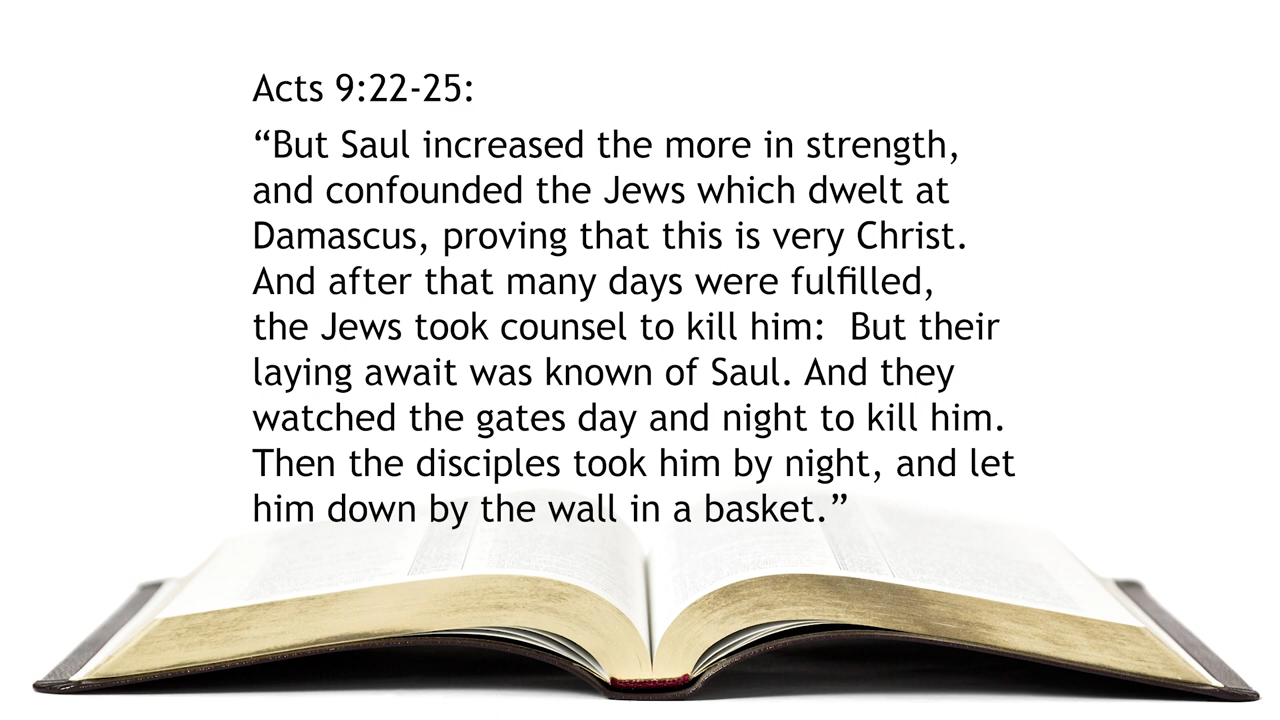 Acts 9:22-25:
“But Saul increased the more in strength,
and confounded the Jews which dwelt at
Damascus, proving that this is very Christ.
And after that many days were fulfilled,
the Jews took counsel to kill him:  But their
laying await was known of Saul. And they
watched the gates day and night to kill him.
Then the disciples took him by night, and let
him down by the wall in a basket.”